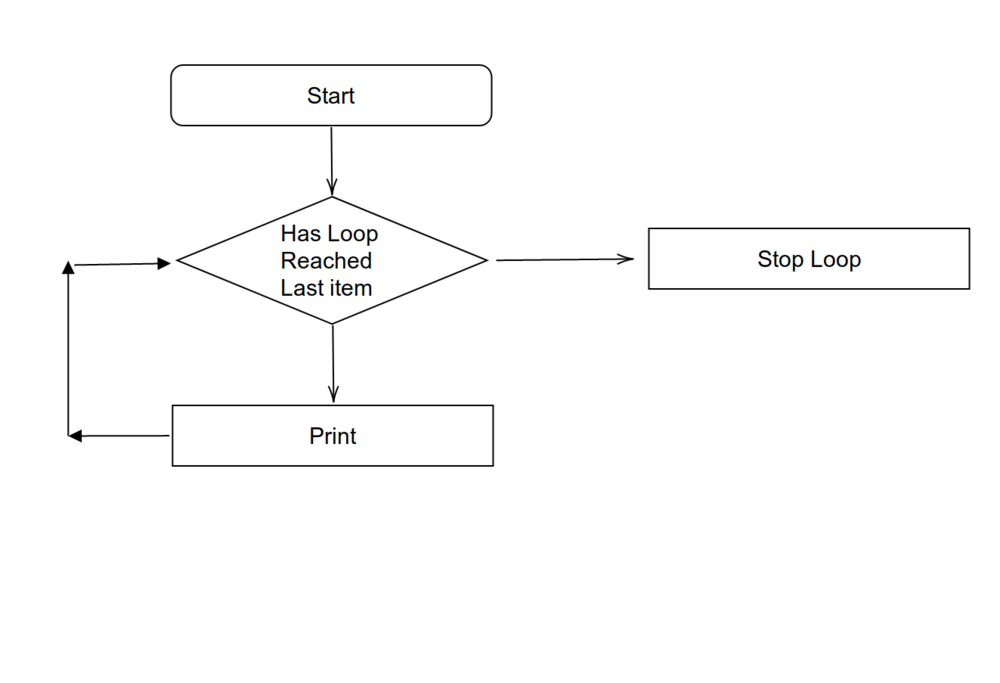 Start
Has Loop
Reached
Last item
Stop Loop
Print